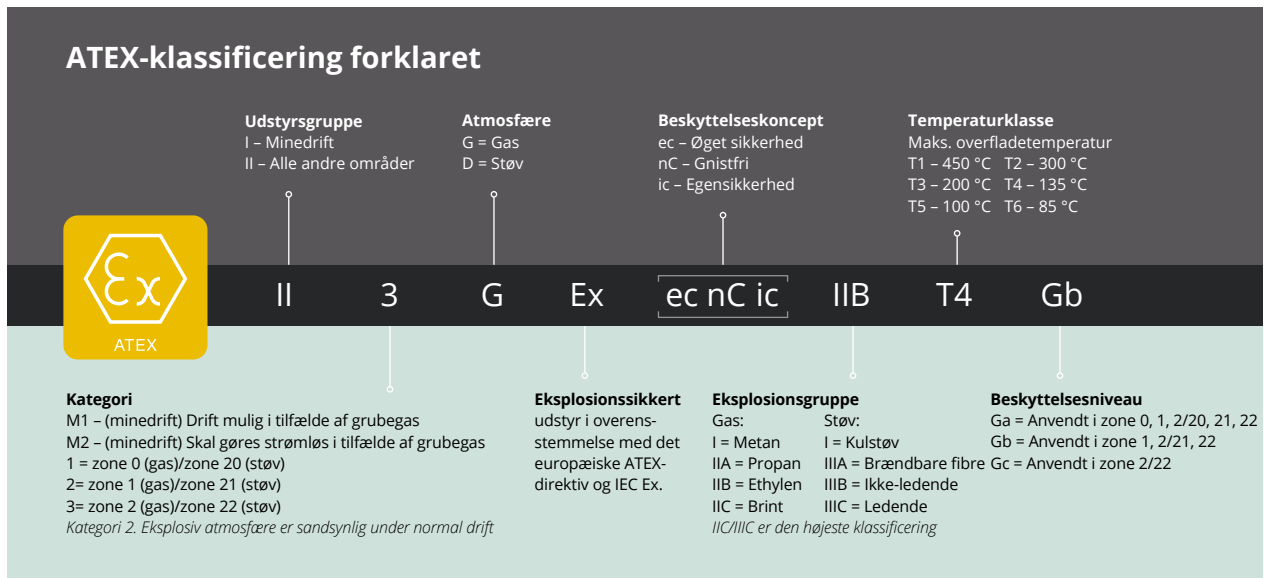 ATEX-klassificering forklaret
Udstyrsgruppe
I – Minedrift
II – Alle andre områder
Atmosfære
G = Gas
D = Støv
Beskyttelseskoncept
ec – Øget sikkerhed
nC – Gnistfri
ic – Egensikkerhed
Temperaturklasse
Maks. overfladetemperatur
T1 – 450 °C T2 – 300 °C
T3 – 200 °C T4 – 135 °C
T5 – 100 °C T6 – 85 °C
Ex
ATEX
II 3 G Ex ec nC ic IIB T4 Gb
Kategori
M1 – (minedrift) Drift mulig i tilfælde af grubegas
M2 – (minedrift) Skal gøres strømløs i tilfælde af grubegas
1 = zone 0 (gas)/zone 20 (støv)
2= zone 1 (gas)/zone 21 (støv)
3= zone 2 (gas)/zone 22 (støv)
Kategori 2. Eksplosiv atmosfære er sandsynlig under normal drift
Eksplosionssikkert
udstyr i overens-
stemmelse med det
europæiske ATEX-
direktiv og IEC Ex.
Eksplosionsgruppe
Gas: Støv:
I = Metan I = Kulstøv
IIA = Propan IIIA = Brændbare fibre
IIB = Ethylen IIIB = Ikke-ledende
IIC = Brint IIIC = Ledende
IIC/IIIC er den højeste klassificering
Beskyttelsesniveau
Ga = Anvendt i zone 0, 1, 2/20, 21, 22
Gb = Anvendt i zone 1, 2/21, 22
Gc = Anvendt i zone 2/22